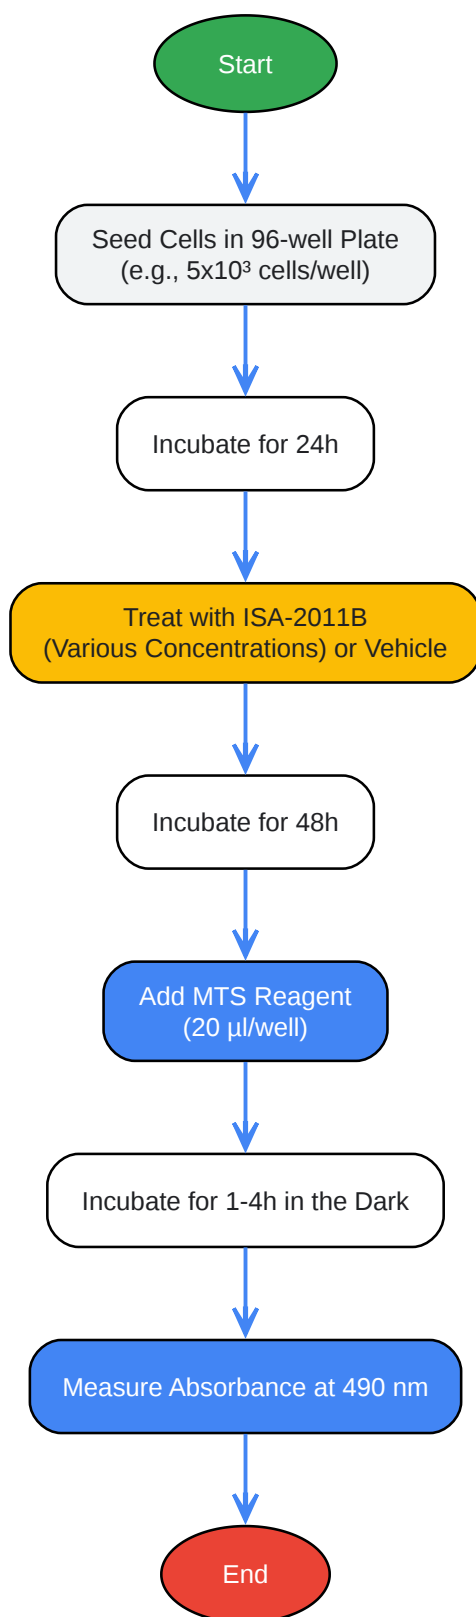 Start
Seed Cells in 96-well Plate
(e.g., 5x10³ cells/well)
Incubate for 24h
Treat with ISA-2011B
(Various Concentrations) or Vehicle
Incubate for 48h
Add MTS Reagent
(20 µl/well)
Incubate for 1-4h in the Dark
Measure Absorbance at 490 nm
End